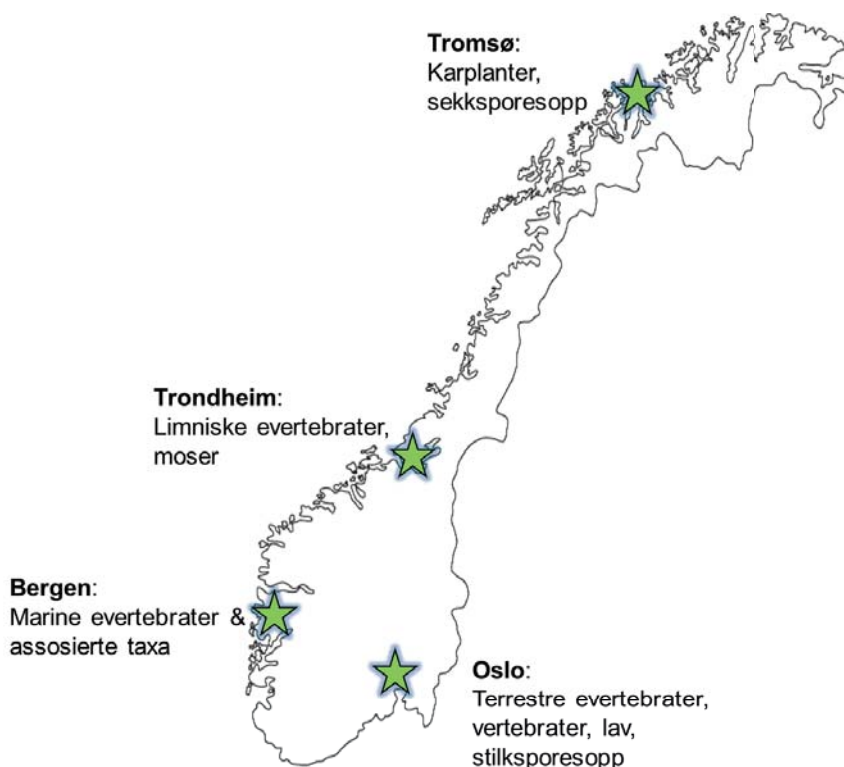 Tromsø:
Karplanter,
sekksporesopp
Trondheim:
Limniske evertebrater,
moser
Bergen:
Marine evertebrater &
assosierte taxa
Oslo:
Terrestre evertebrater,
vertebrater, lav,
stilksporesopp